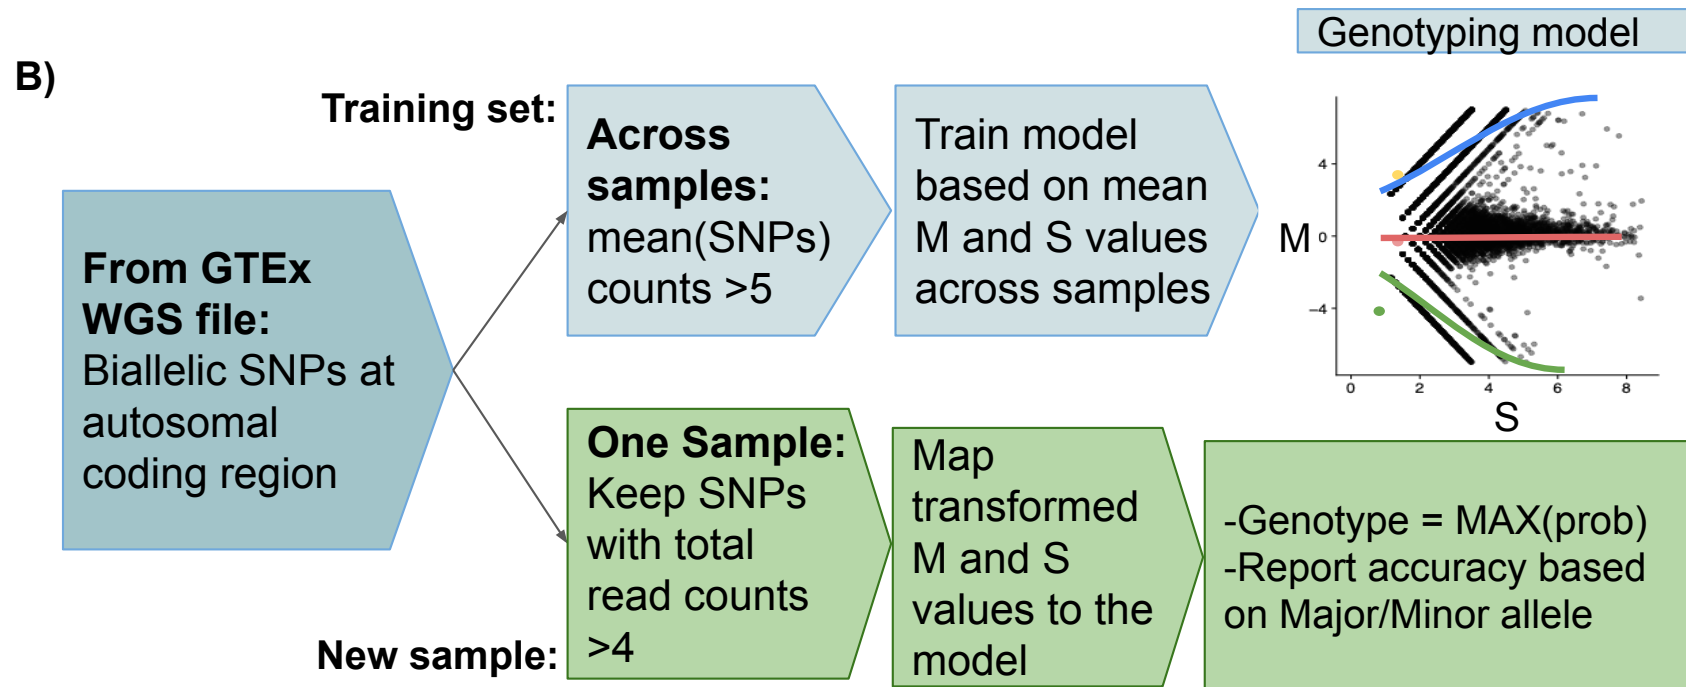 B)
Training set:
From GTEx
WGS file:
Biallelic SNPs at
autosomal
coding region
Across
samples:
mean(SNPs)
counts >5
Train model
based on mean
M and S values
across samples
Genotyping model
M
4
0
−4
0
2
4
6
8
S
New sample:
One Sample:
Keep SNPs
with total
read counts
>4
Map
transformed
M and S
values to the
model
-Genotype = MAX(prob)
-Report accuracy based
on Major/Minor allele